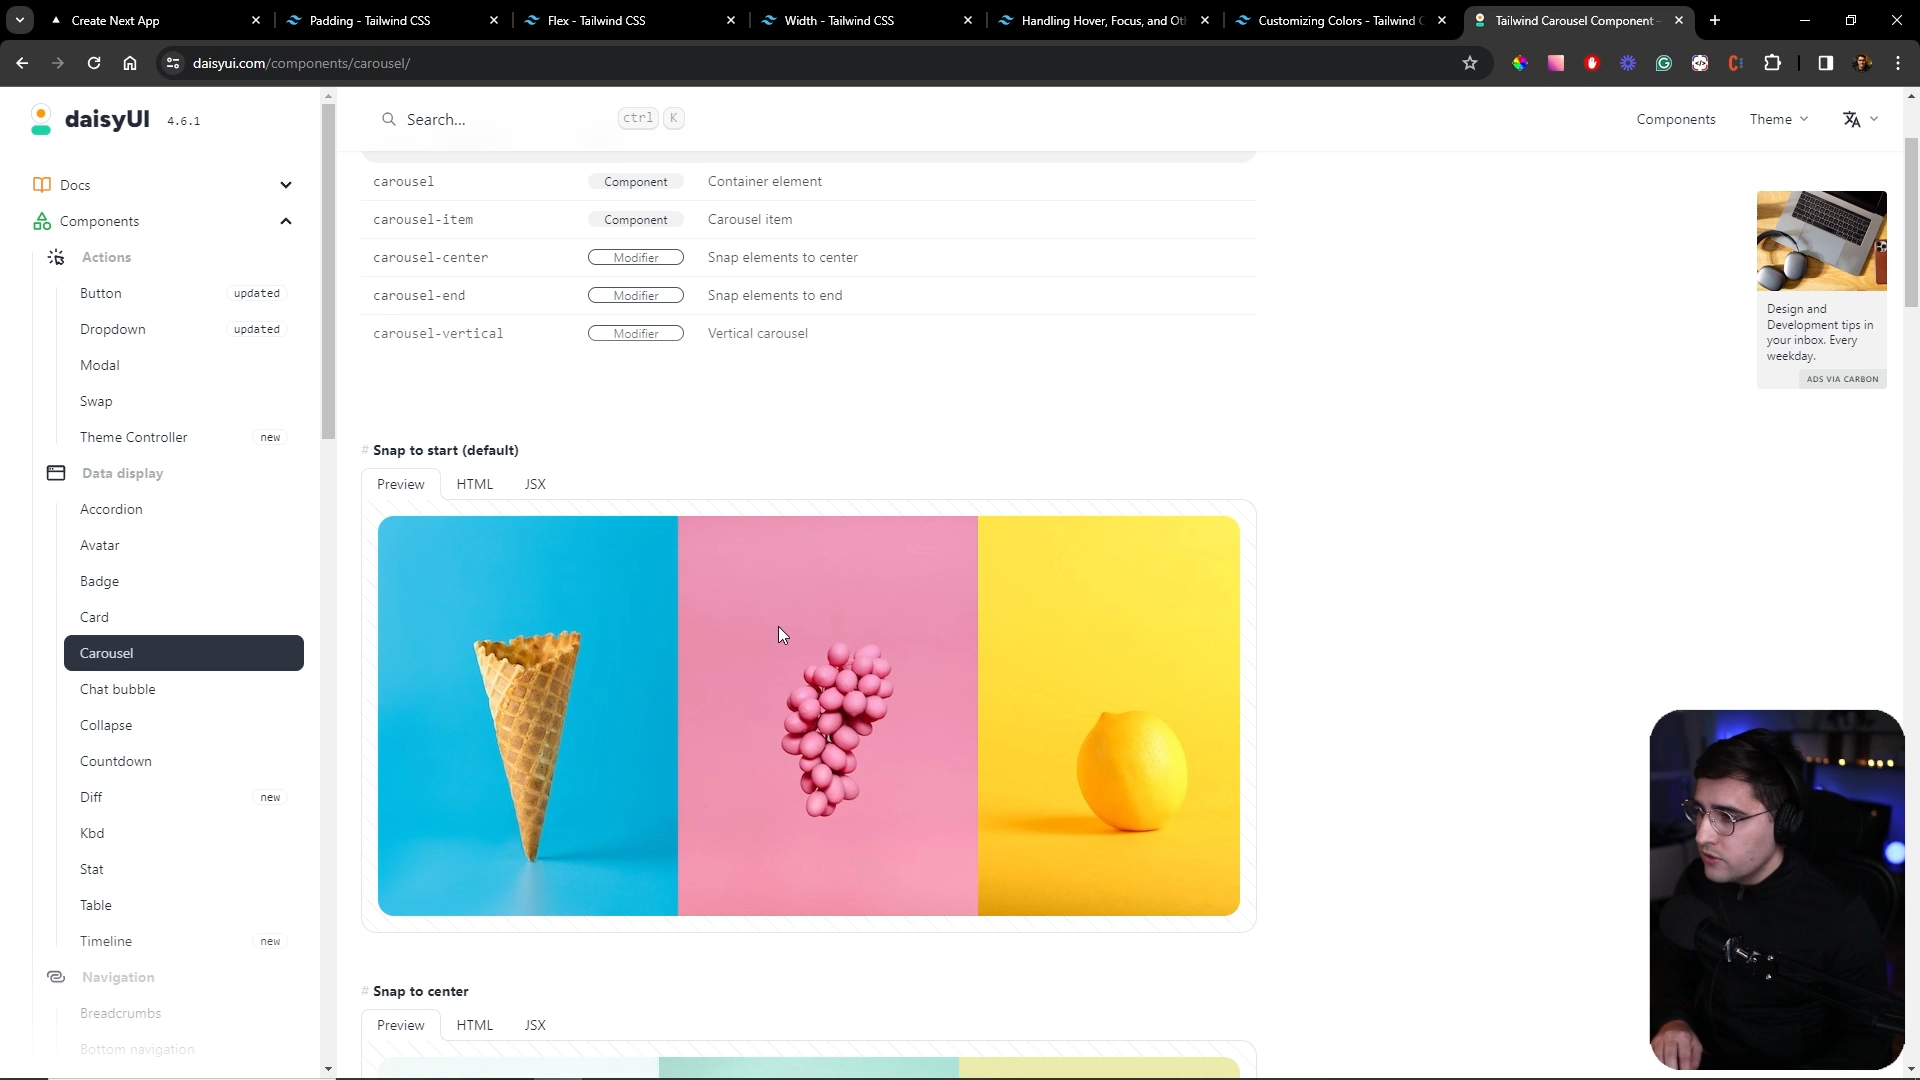 Create Next App
Padding - Tailwind CSS
Flex - Tailwind CSS
Width - Tailwind CSS
Handling Hover, Focus, and Ot
Customizing Colors - Tailwind C
Tailwind Carousel Component -
daisyui.com/components/carousel/
daisyUI 4.6.1
Search... ctrl K
Components Theme
Docs
Components
Actions
Button updated
Dropdown updated
Modal
Swap
Theme Controller new
Data display
Accordion
Avatar
Badge
Card
Carousel
Chat bubble
Collapse
Countdown
Diff new
Kbd
Stat
Table
Timeline new
Navigation
Breadcrumbs
Bottom navigation
carousel Component Container element
carousel-item Component Carousel item
carousel-center Modifier Snap elements to center
carousel-end Modifier Snap elements to end
carousel-vertical Modifier Vertical carousel
# Snap to start (default)
Preview HTML JSX
# Snap to center
Preview HTML JSX
Design and
Development tips in
your inbox. Every
weekday.
ADS VIA CARBON